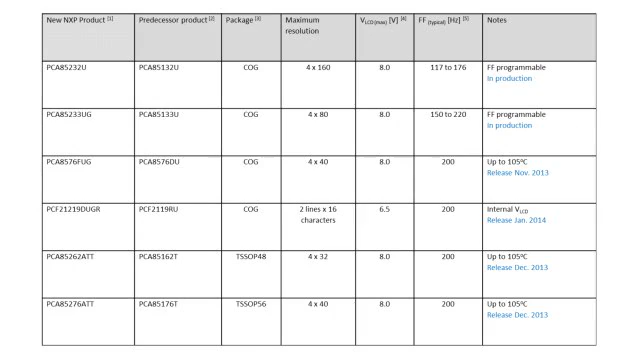 New NXP Product [1] Predecessor product [2] Package [3] Maximum resolution VLCD (max) [V] [4] FF (typical) [Hz] [5] Notes
PCA85232U PCA85132U COG 4 x 160 8.0 117 to 176 FF programmable
In production
PCA85233UG PCA85133U COG 4 x 80 8.0 150 to 220 FF programmable
In production
PCA8576FUG PCA8576DU COG 4 x 40 8.0 200 Up to 105°C
Release Nov. 2013
PCF21219DUGR PCF2119RU COG 2 lines x 16 characters 6.5 200 Internal VLCD
Release Jan. 2014
PCA85262ATT PCA85162T TSSOP48 4 x 32 8.0 200 Up to 105°C
Release Dec. 2013
PCA85276ATT PCA85176T TSSOP56 4 x 40 8.0 200 Up to 105°C
Release Dec. 2013